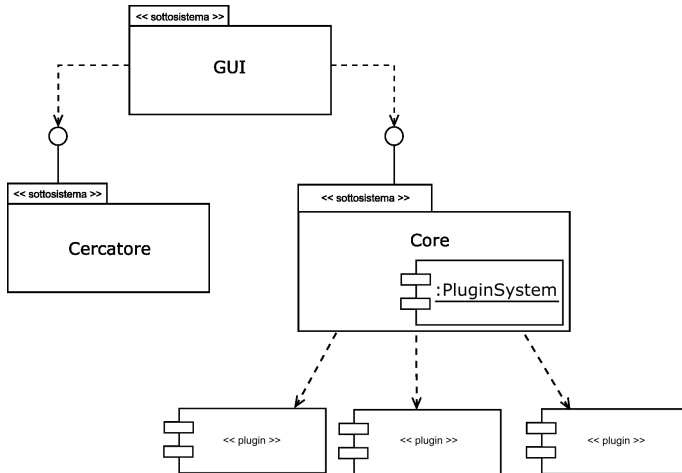 << sottosistema >>
GUI
<< sottosistema >>
Cercatore
<< sottosistema >>
Core
:PluginSystem
<< plugin >>
<< plugin >>
<< plugin >>